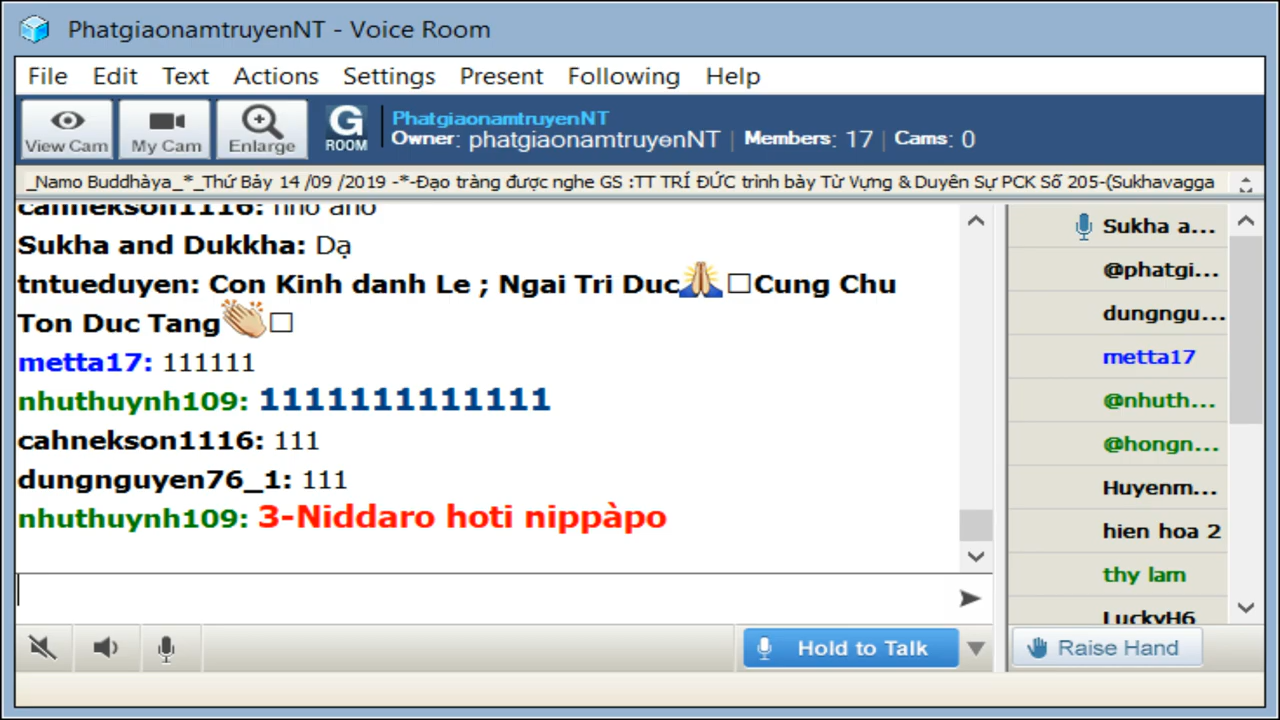 PhatgiaonamtruyenNT - Voice Room
File Edit Text Actions Settings Present Following Help
View Cam My Cam Enlarge G ROOM
PhatgiaonamtruyenNT
Owner: phatgiaonamtruyenNT | Members: 17 | Cams: 0
_Namo Buddhàya_*_Thứ Bảy 14 /09 /2019 -*-Đạo tràng được nghe GS :TT TRÍ ĐỨC trình bày Từ Vựng & Duyên Sự PCK Số 205-(Sukhavagga
cahnekson1116: nho ano
Sukha and Dukkha: Dạ
tntueduyen: Con Kinh danh Le ; Ngai Tri Duc🙏□Cung Chu
Ton Duc Tang👏□
metta17: 111111
nhuthuynh109: 1111111111111
cahnekson1116: 111
dungnguyen76_1: 111
nhuthuynh109: 3-Niddaro hoti nippàpo
Sukha a...
@phatgi...
dungngu...
metta17
@nhuth...
@hongn...
Huyenm...
hien hoa 2
thy lam
LuckyH6
Hold to Talk
Raise Hand